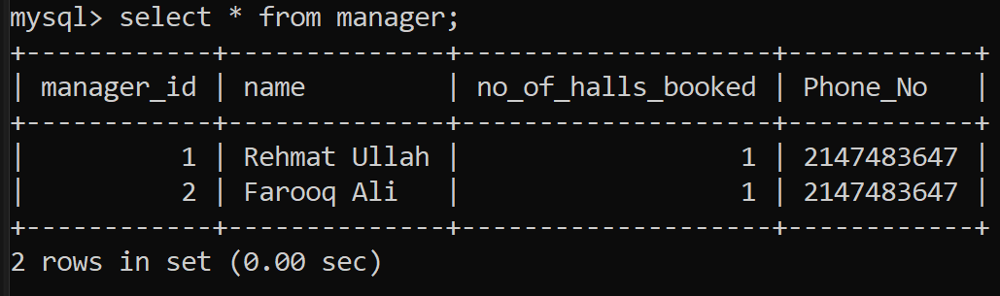 mysql> select * from manager;
+------------+--------------+--------------------+------------+
| manager_id | name         | no_of_halls_booked | Phone_No   |
+------------+--------------+--------------------+------------+
|          1 | Rehmat Ullah |                  1 | 2147483647 |
|          2 | Farooq Ali   |                  1 | 2147483647 |
+------------+--------------+--------------------+------------+
2 rows in set (0.00 sec)